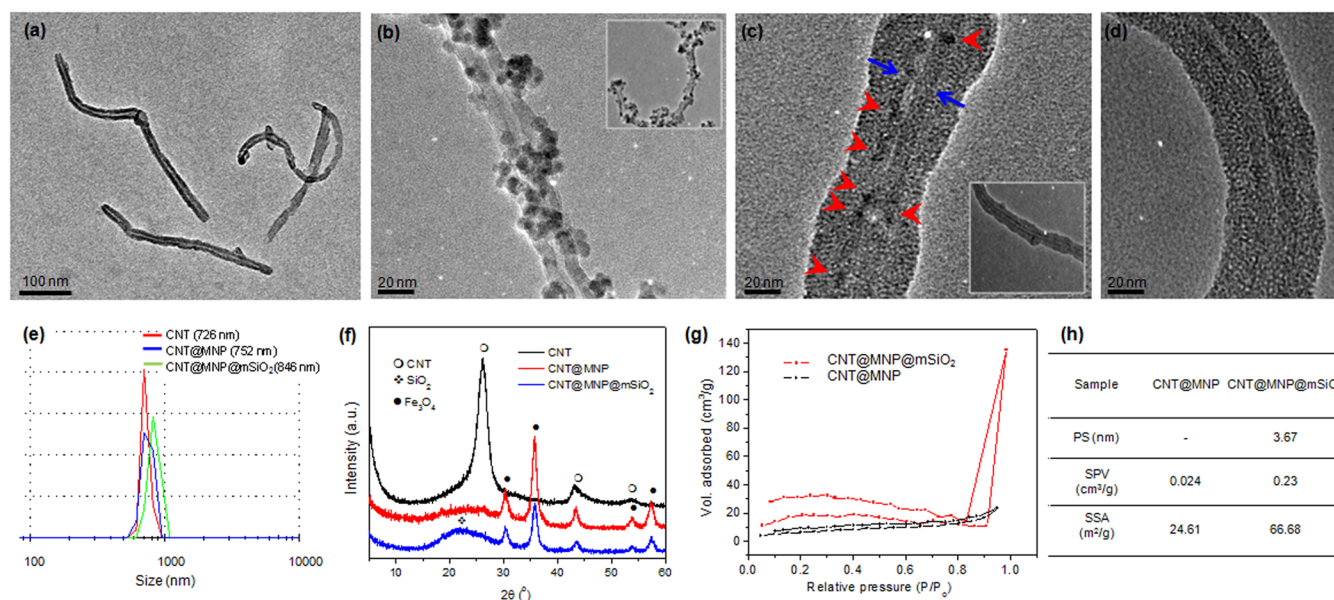 (a)
100 nm
(b)
20 nm
(c)
20 nm
(d)
20 nm
(e)
CNT (726 nm)
CNT@MNP (752 nm)
CNT@MNP@mSiO₂(846 nm)
100 1000 10000
Size (nm)
(f)
CNT
SiO₂
Fe₃O₄
CNT
CNT@MNP
CNT@MNP@mSiO₂
Intensity (a.u.)
10 20 30 40 50 60
2θ (°)
(g)
CNT@MNP@mSiO₂
CNT@MNP
Vol. adsorbed (cm³/g)
140
120
100
80
60
40
20
0
0.0 0.2 0.4 0.6 0.8 1.0
Relative pressure (P/Pₒ)
(h)
Sample CNT@MNP CNT@MNP@mSiO
PS (nm) - 3.67
SPV
(cm³/g) 0.024 0.23
SSA
(m²/g) 24.61 66.68